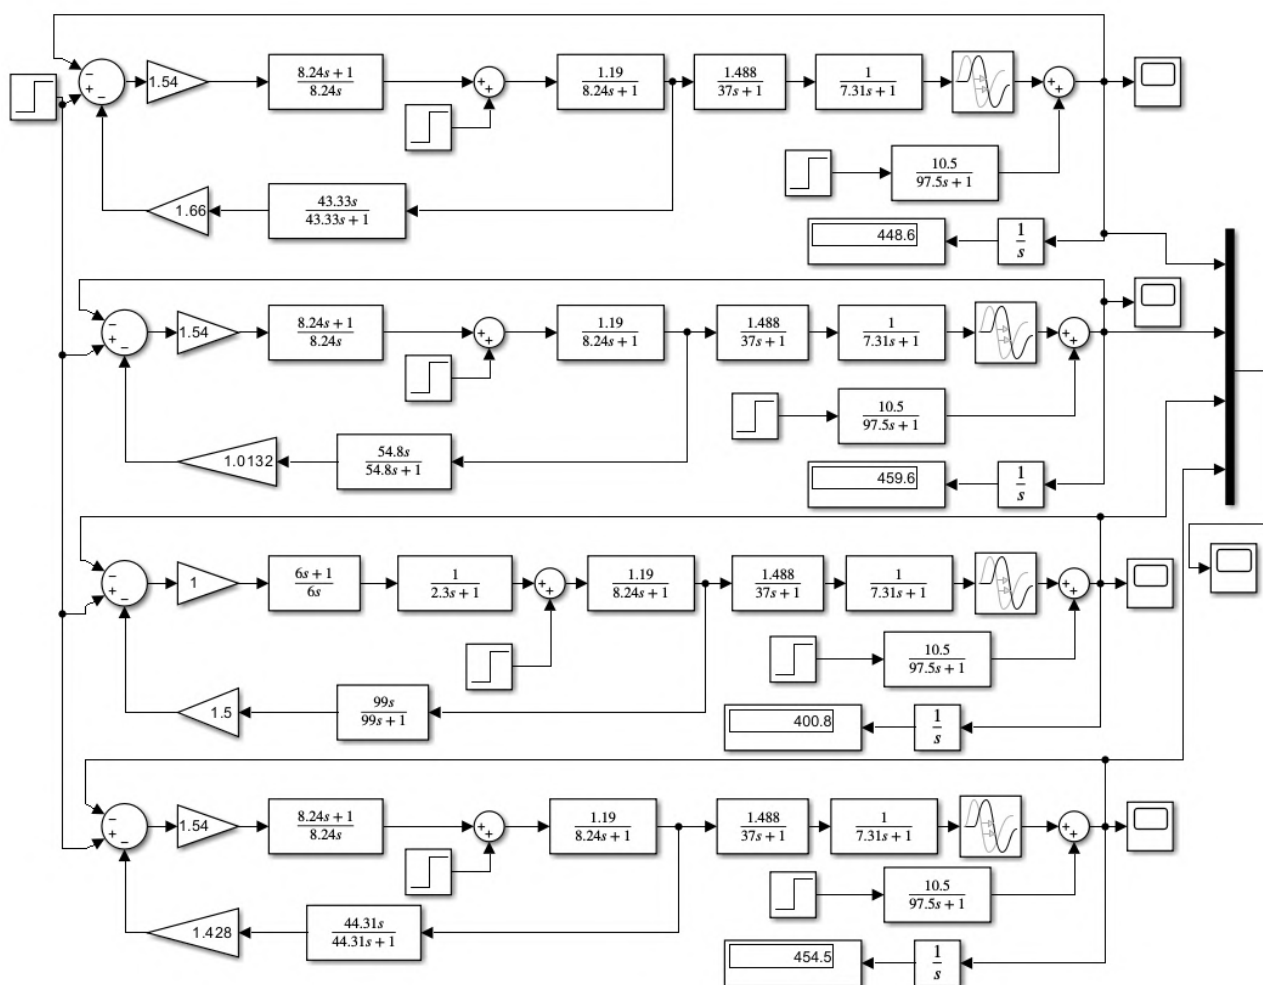 1.54
8.24s + 1
8.24s
+
+
1.19
8.24s + 1
1.488
37s + 1
1
7.31s + 1
+
+
−
+
−
10.5
97.5s + 1
1.66
43.33s
43.33s + 1
448.6
1
s
−
+
−
1.54
8.24s + 1
8.24s
+
+
1.19
8.24s + 1
1.488
37s + 1
1
7.31s + 1
+
+
10.5
97.5s + 1
1.0132
54.8s
54.8s + 1
459.6
1
s
−
+
−
1
6s + 1
6s
1
2.3s + 1
+
+
1.19
8.24s + 1
1.488
37s + 1
1
7.31s + 1
+
+
10.5
97.5s + 1
1.5
99s
99s + 1
400.8
1
s
−
+
−
1.54
8.24s + 1
8.24s
+
+
1.19
8.24s + 1
1.488
37s + 1
1
7.31s + 1
+
+
10.5
97.5s + 1
1.428
44.31s
44.31s + 1
454.5
1
s